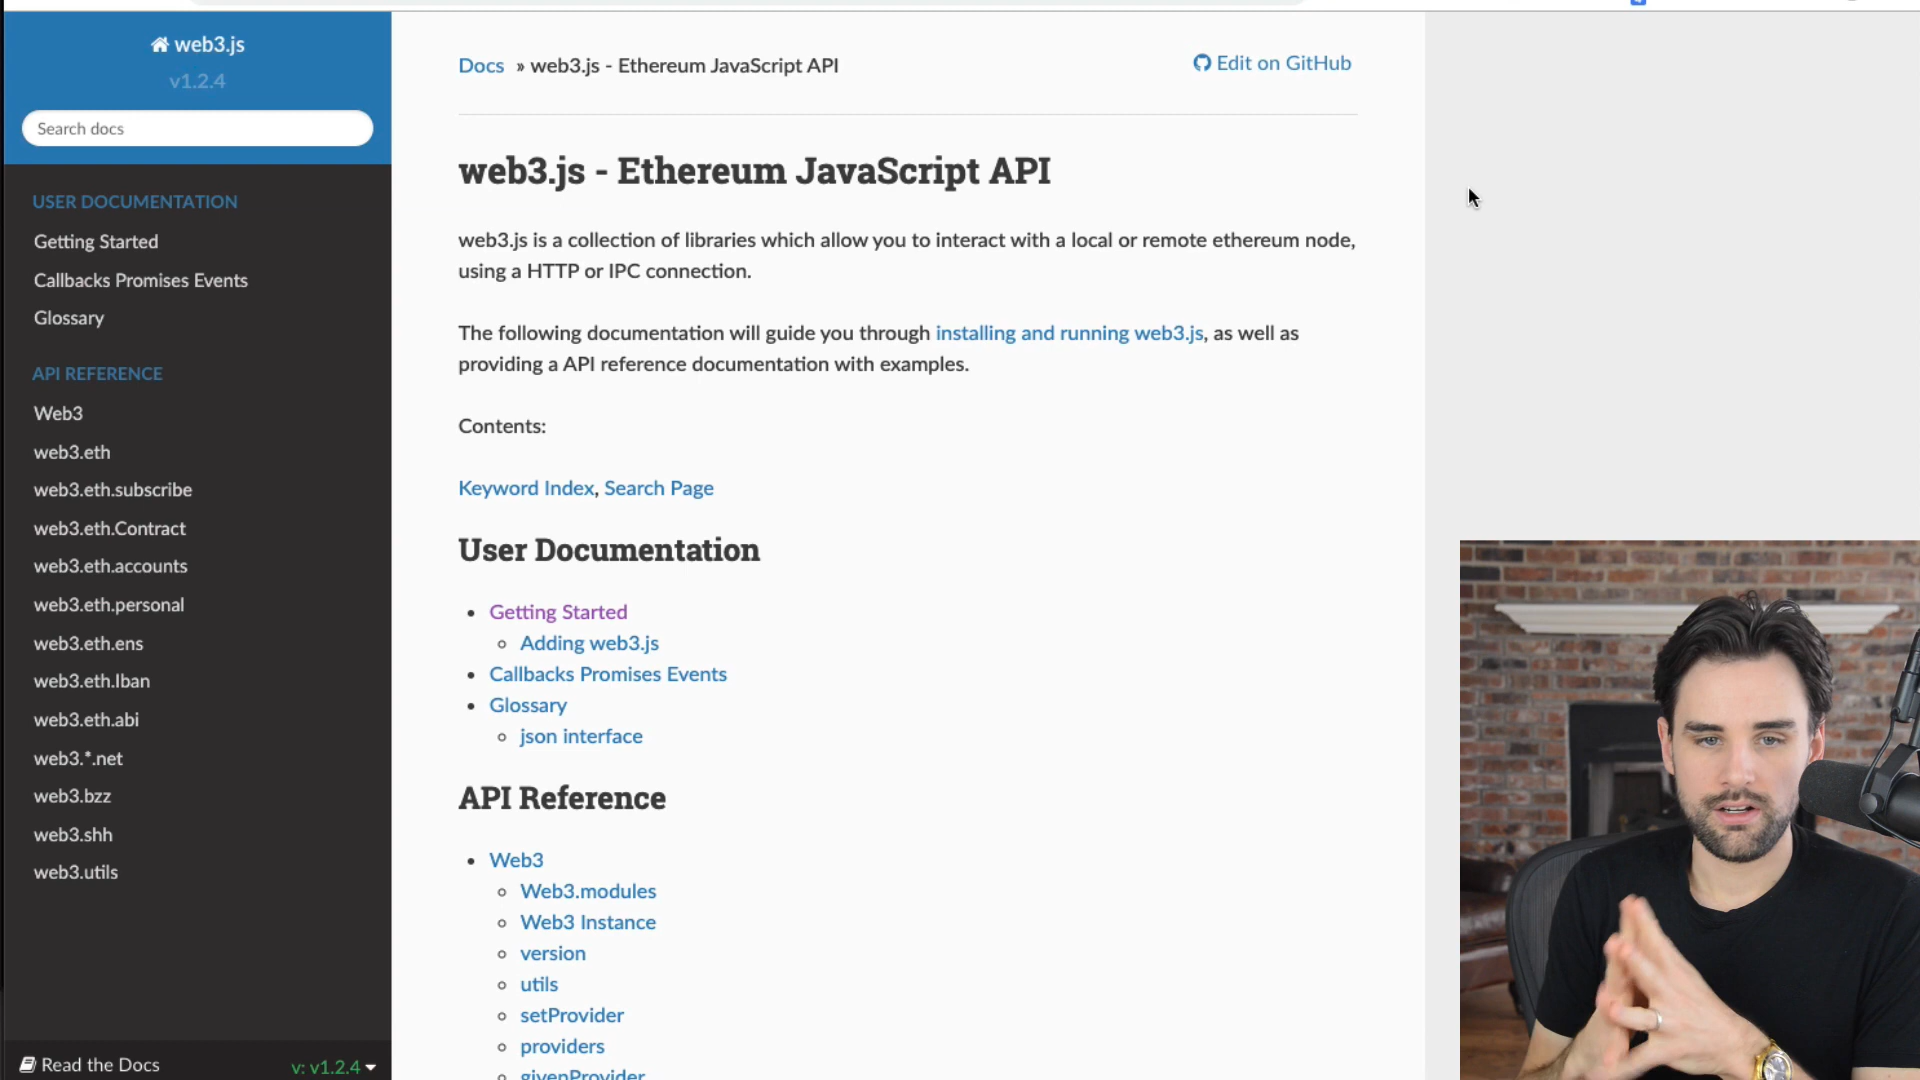 web3.js
v1.2.4
Search docs
USER DOCUMENTATION
Getting Started
Callbacks Promises Events
Glossary
API REFERENCE
Web3
web3.eth
web3.eth.subscribe
web3.eth.Contract
web3.eth.accounts
web3.eth.personal
web3.eth.ens
web3.eth.Iban
web3.eth.abi
web3.*.net
web3.bzz
web3.shh
web3.utils
Read the Docs
v: v1.2.4
Docs » web3.js - Ethereum JavaScript API
Edit on GitHub
web3.js - Ethereum JavaScript API
web3.js is a collection of libraries which allow you to interact with a local or remote ethereum node,
using a HTTP or IPC connection.
The following documentation will guide you through installing and running web3.js, as well as
providing a API reference documentation with examples.
Contents:
Keyword Index, Search Page
User Documentation
Getting Started
Adding web3.js
Callbacks Promises Events
Glossary
json interface
API Reference
Web3
Web3.modules
Web3 Instance
version
utils
setProvider
providers
givenProvider